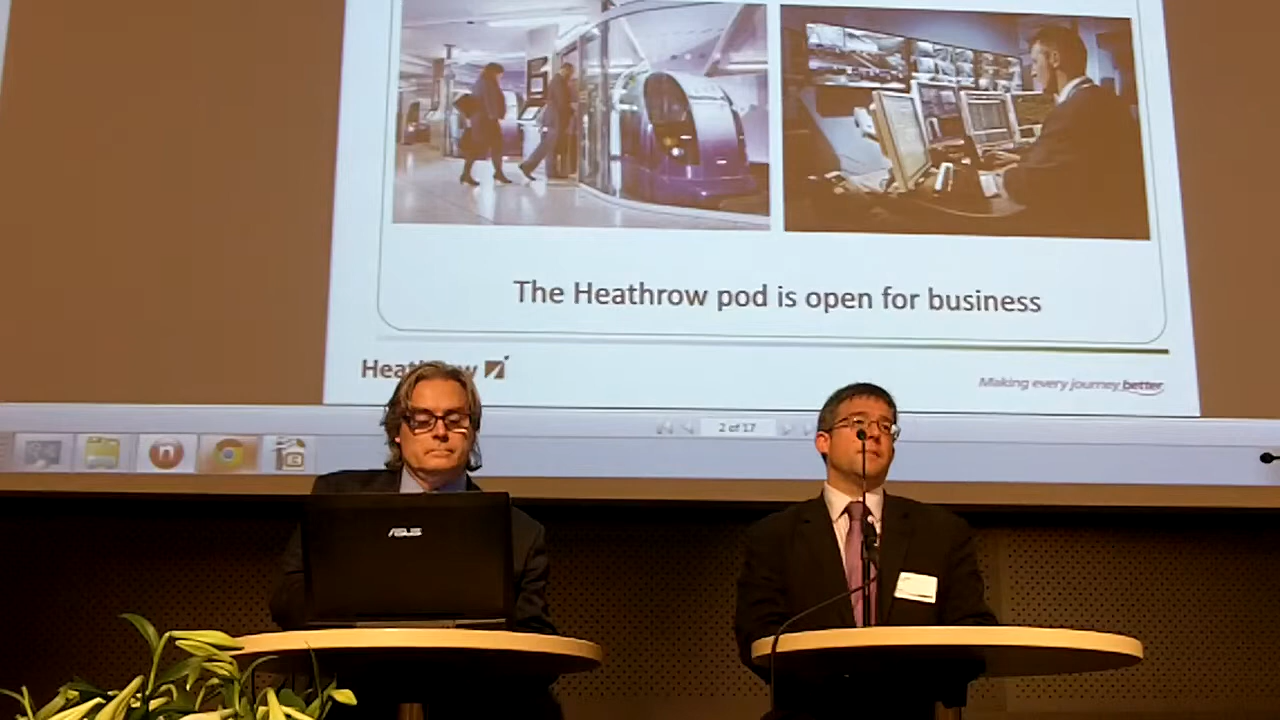 The Heathrow pod is open for business
Heathrow
Making every journey better
2 of 17
ASUS